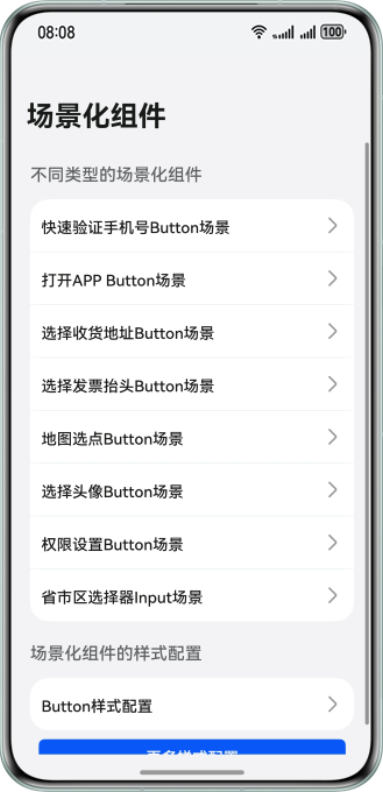 08:08
100
场景化组件
不同类型的场景化组件
快速验证手机号Button场景
打开APP Button场景
选择收货地址Button场景
选择发票抬头Button场景
地图选点Button场景
选择头像Button场景
权限设置Button场景
省市区选择器Input场景
场景化组件的样式配置
Button样式配置
更多样式配置